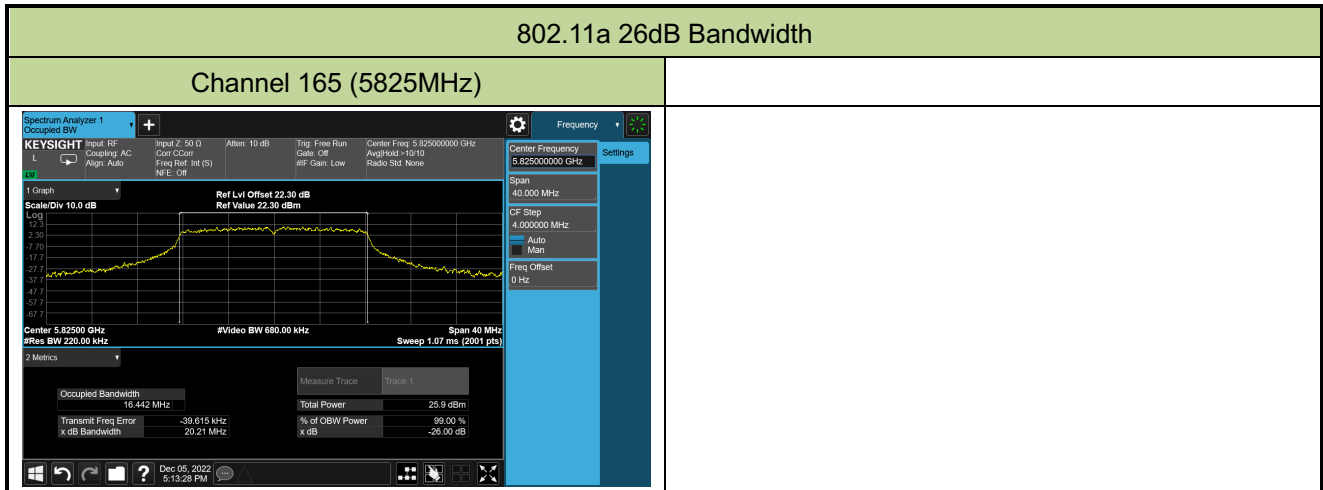 802.11a 26dB Bandwidth
Channel 165 (5825MHz)
Spectrum Analyzer 1
Occupied BW
+
Frequency
KEYSIGHT
L
LXI
Input: RF
Coupling: AC
Align: Auto
Input Z: 50 Ω
Corr CCorr
Freq Ref: Int (S)
NFE: Off
Atten: 10 dB
Trig: Free Run
Gate: Off
#IF Gain: Low
Center Freq: 5.825000000 GHz
Avg|Hold:>10/10
Radio Std: None
Center Frequency
5.825000000 GHz
Settings
Span
40.000 MHz
CF Step
4.000000 MHz
Auto
Man
Freq Offset
0 Hz
1 Graph
Scale/Div 10.0 dB
Ref Lvl Offset 22.30 dB
Ref Value 22.30 dBm
Log
12.3
2.30
-7.70
-17.7
-27.7
-37.7
-47.7
-57.7
-67.7
Center 5.82500 GHz
#Video BW 680.00 kHz
Span 40 MHz
#Res BW 220.00 kHz
Sweep 1.07 ms (2001 pts)
2 Metrics
Measure Trace
Trace 1
Occupied Bandwidth
16.442 MHz
Total Power
25.9 dBm
Transmit Freq Error
-39.615 kHz
% of OBW Power
99.00 %
x dB Bandwidth
20.21 MHz
x dB
-26.00 dB
?
Dec 05, 2022
5:13:28 PM